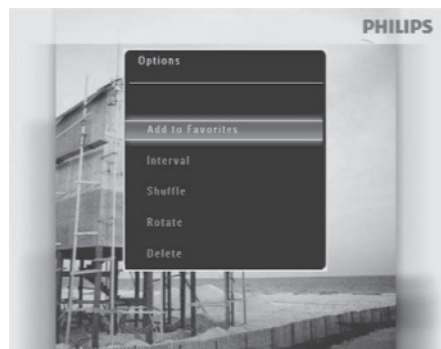 PHILIPS
Options
Add to Favorites
Interval
Shuffle
Rotate
Delete